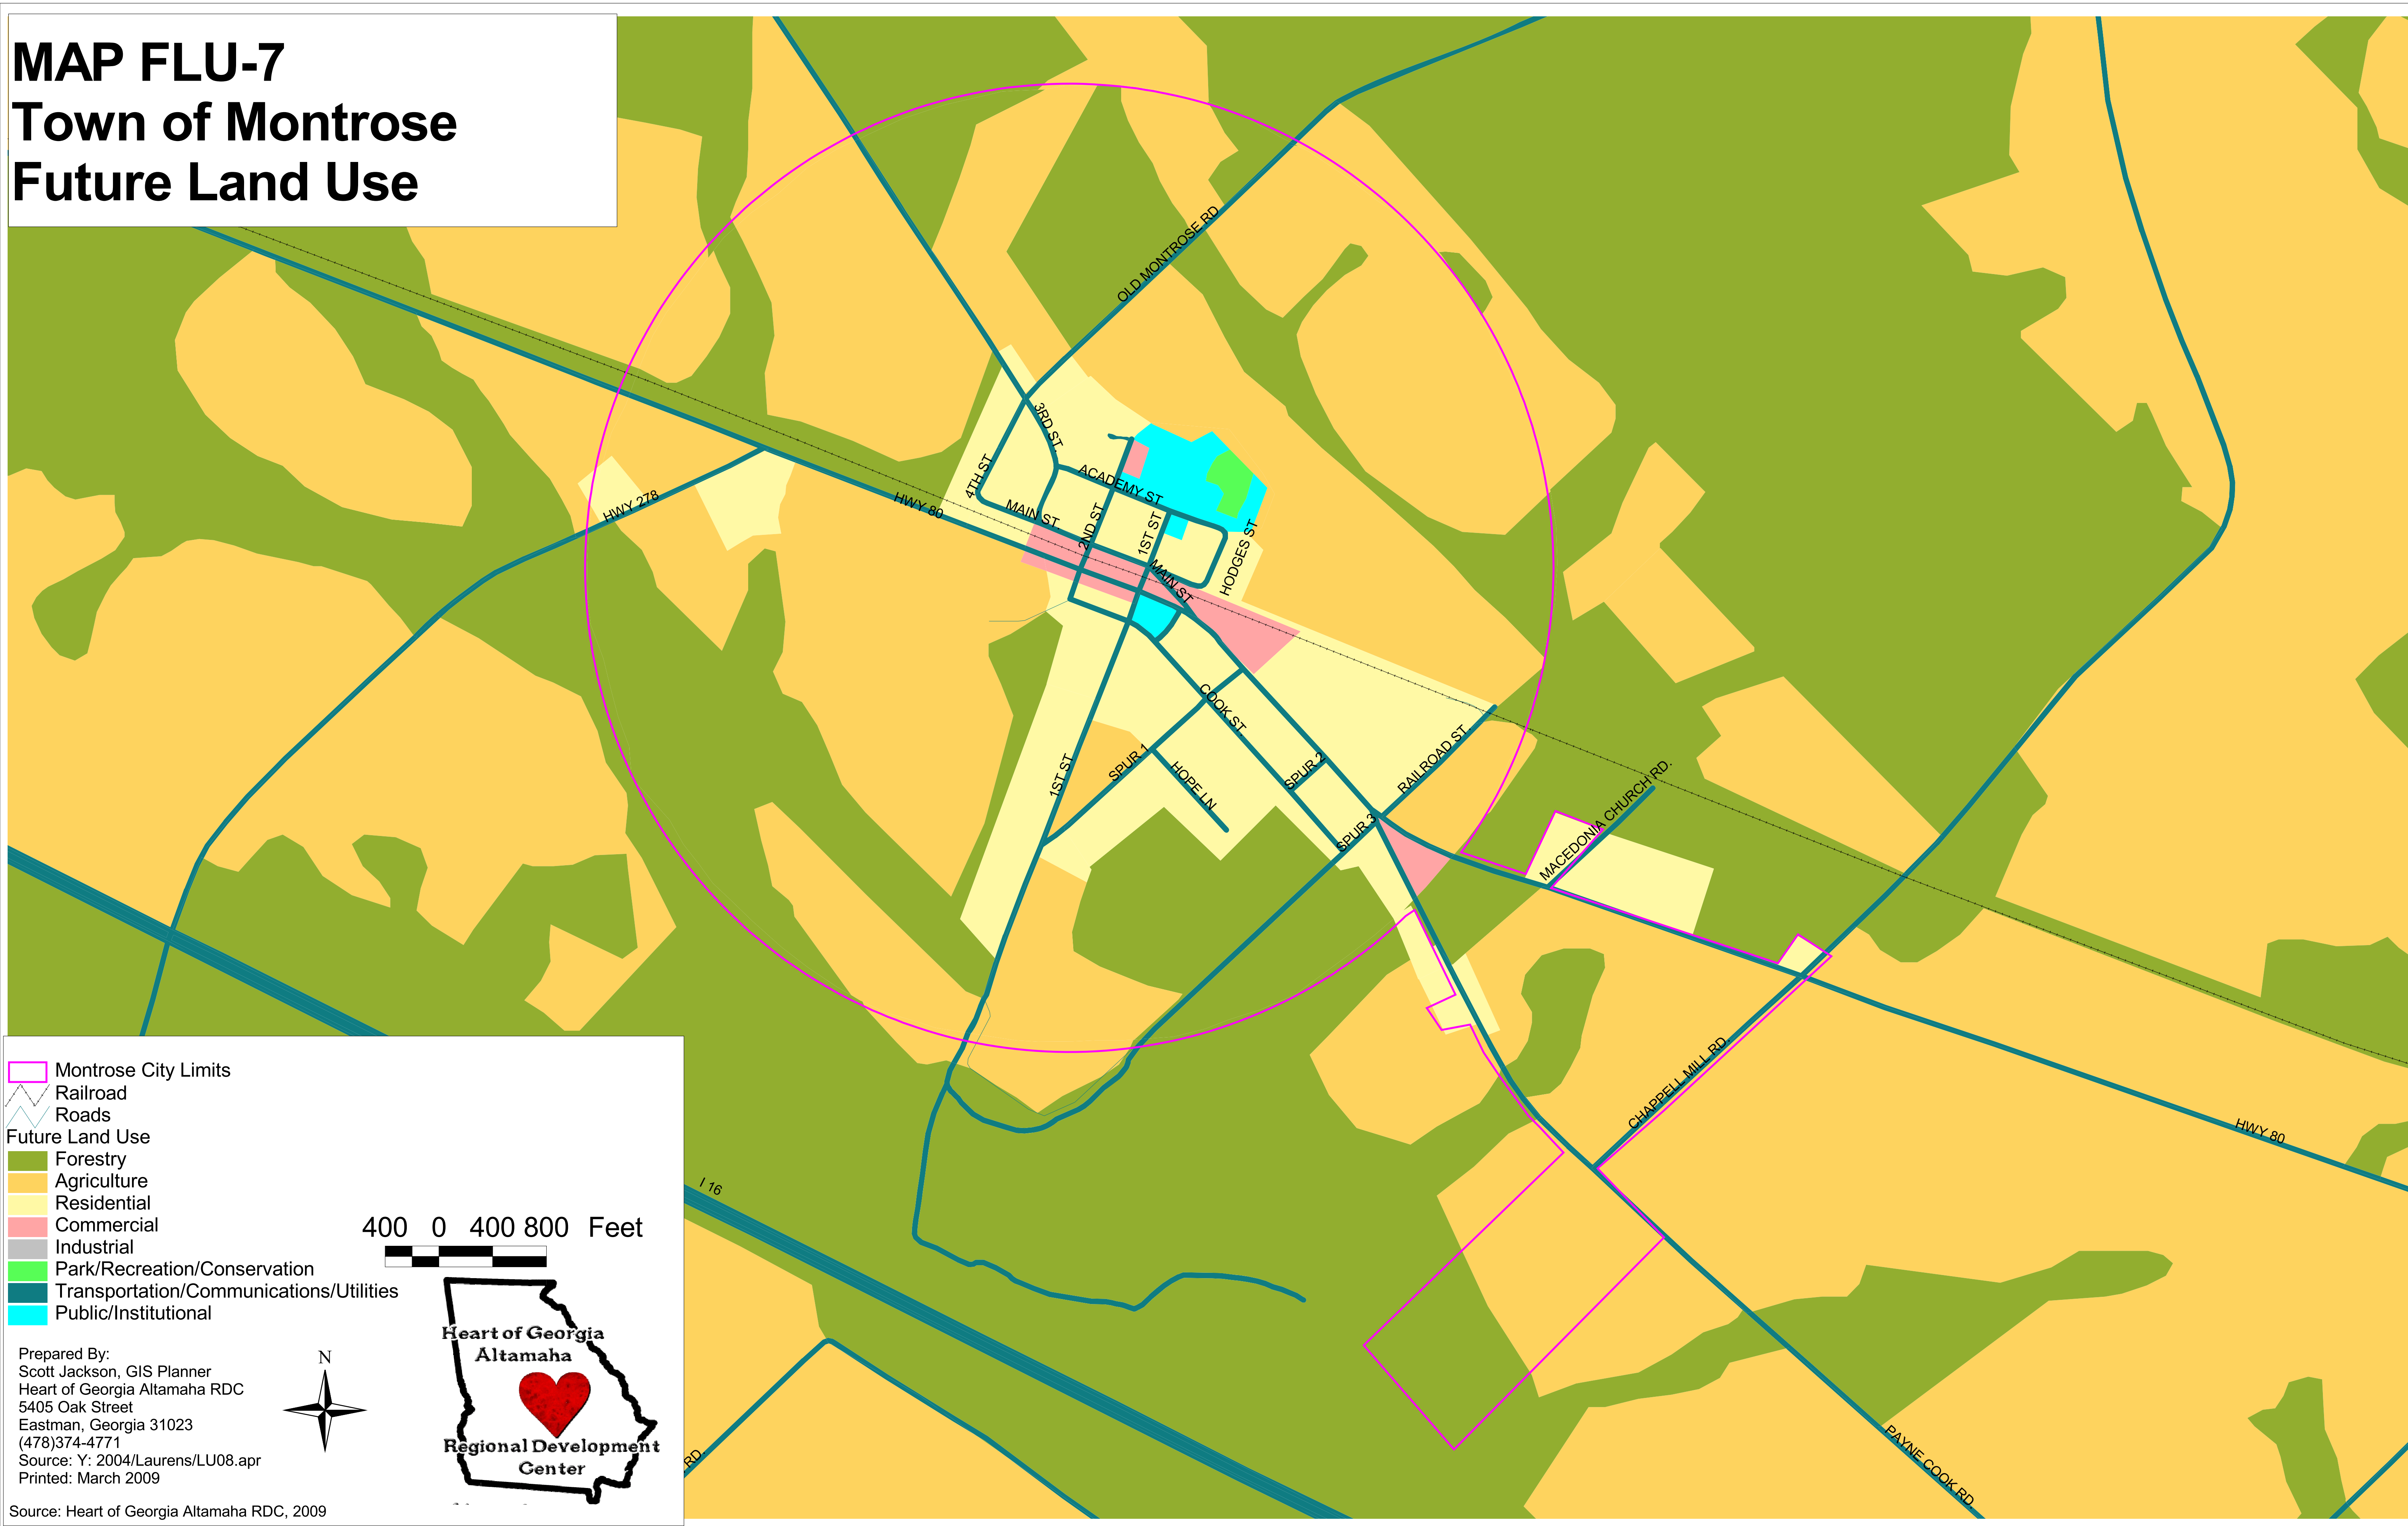 MAP FLU-7
Town of Montrose
Future Land Use
OLD MONTROSE RD
3RD ST.
4TH ST
ACADEMY ST
HWY 278
HWY 80
MAIN ST.
2ND ST
1ST ST
HODGES ST
MAIN ST
COOK ST
1ST ST
SPUR 1
HOPE LN
SPUR 2
RAILROAD ST
SPUR 3
MACEDONIA CHURCH RD.
CHAPPELL MILL RD.
HWY 80
I 16
PAYNE COOK RD.
RD.
Montrose City Limits
Railroad
Roads
Future Land Use
Forestry
Agriculture
Residential
Commercial
Industrial
Park/Recreation/Conservation
Transportation/Communications/Utilities
Public/Institutional
400 0 400 800 Feet
Heart of Georgia
Altamaha
Regional Development
Center
N
Prepared By:
Scott Jackson, GIS Planner
Heart of Georgia Altamaha RDC
5405 Oak Street
Eastman, Georgia 31023
(478)374-4771
Source: Y: 2004/Laurens/LU08.apr
Printed: March 2009
Source: Heart of Georgia Altamaha RDC, 2009